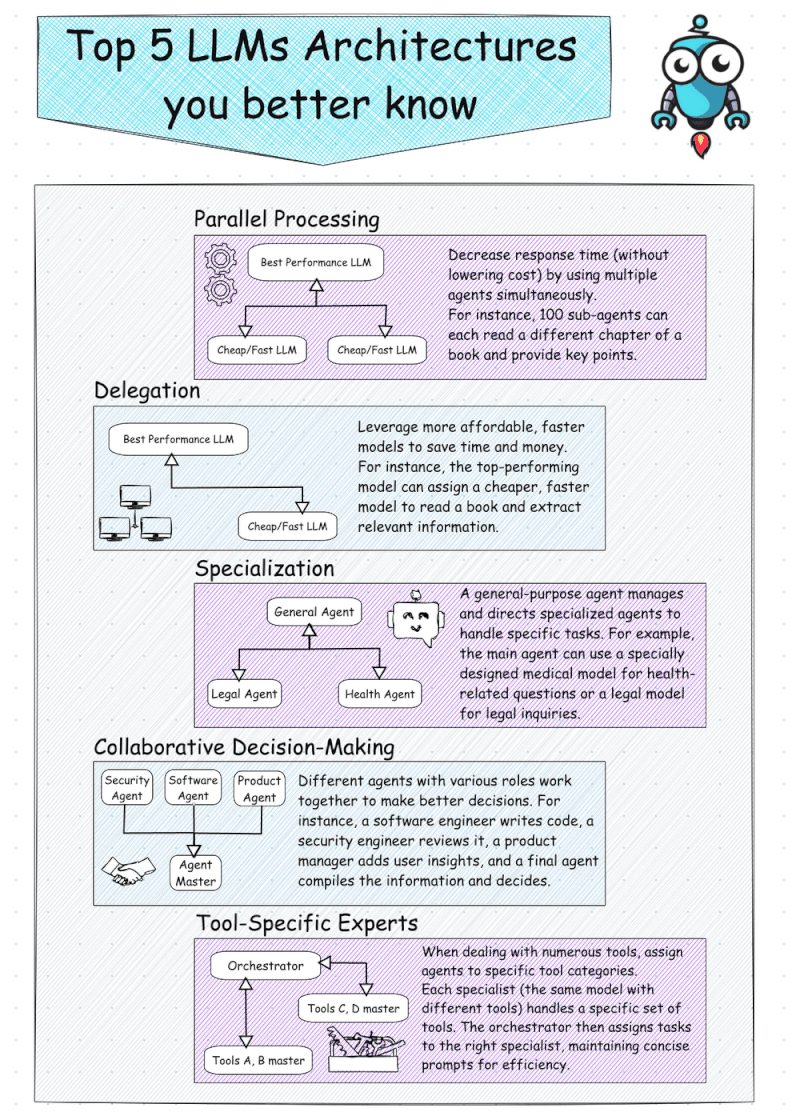 Top 5 LLMs Architectures
you better know
Parallel Processing
Best Performance LLM
Cheap/Fast LLM
Cheap/Fast LLM
Decrease response time (without
lowering cost) by using multiple
agents simultaneously.
For instance, 100 sub-agents can
each read a different chapter of a
book and provide key points.
Delegation
Best Performance LLM
Cheap/Fast LLM
Leverage more affordable, faster
models to save time and money.
For instance, the top-performing
model can assign a cheaper, faster
model to read a book and extract
relevant information.
Specialization
General Agent
Legal Agent
Health Agent
A general-purpose agent manages
and directs specialized agents to
handle specific tasks. For example,
the main agent can use a specially
designed medical model for health-
related questions or a legal model
for legal inquiries.
Collaborative Decision-Making
Security
Agent
Software
Agent
Product
Agent
Agent
Master
Different agents with various roles work
together to make better decisions. For
instance, a software engineer writes code, a
security engineer reviews it, a product
manager adds user insights, and a final agent
compiles the information and decides.
Tool-Specific Experts
Orchestrator
Tools C, D master
Tools A, B master
When dealing with numerous tools, assign
agents to specific tool categories.
Each specialist (the same model with
different tools) handles a specific set of
tools. The orchestrator then assigns tasks
to the right specialist, maintaining concise
prompts for efficiency.